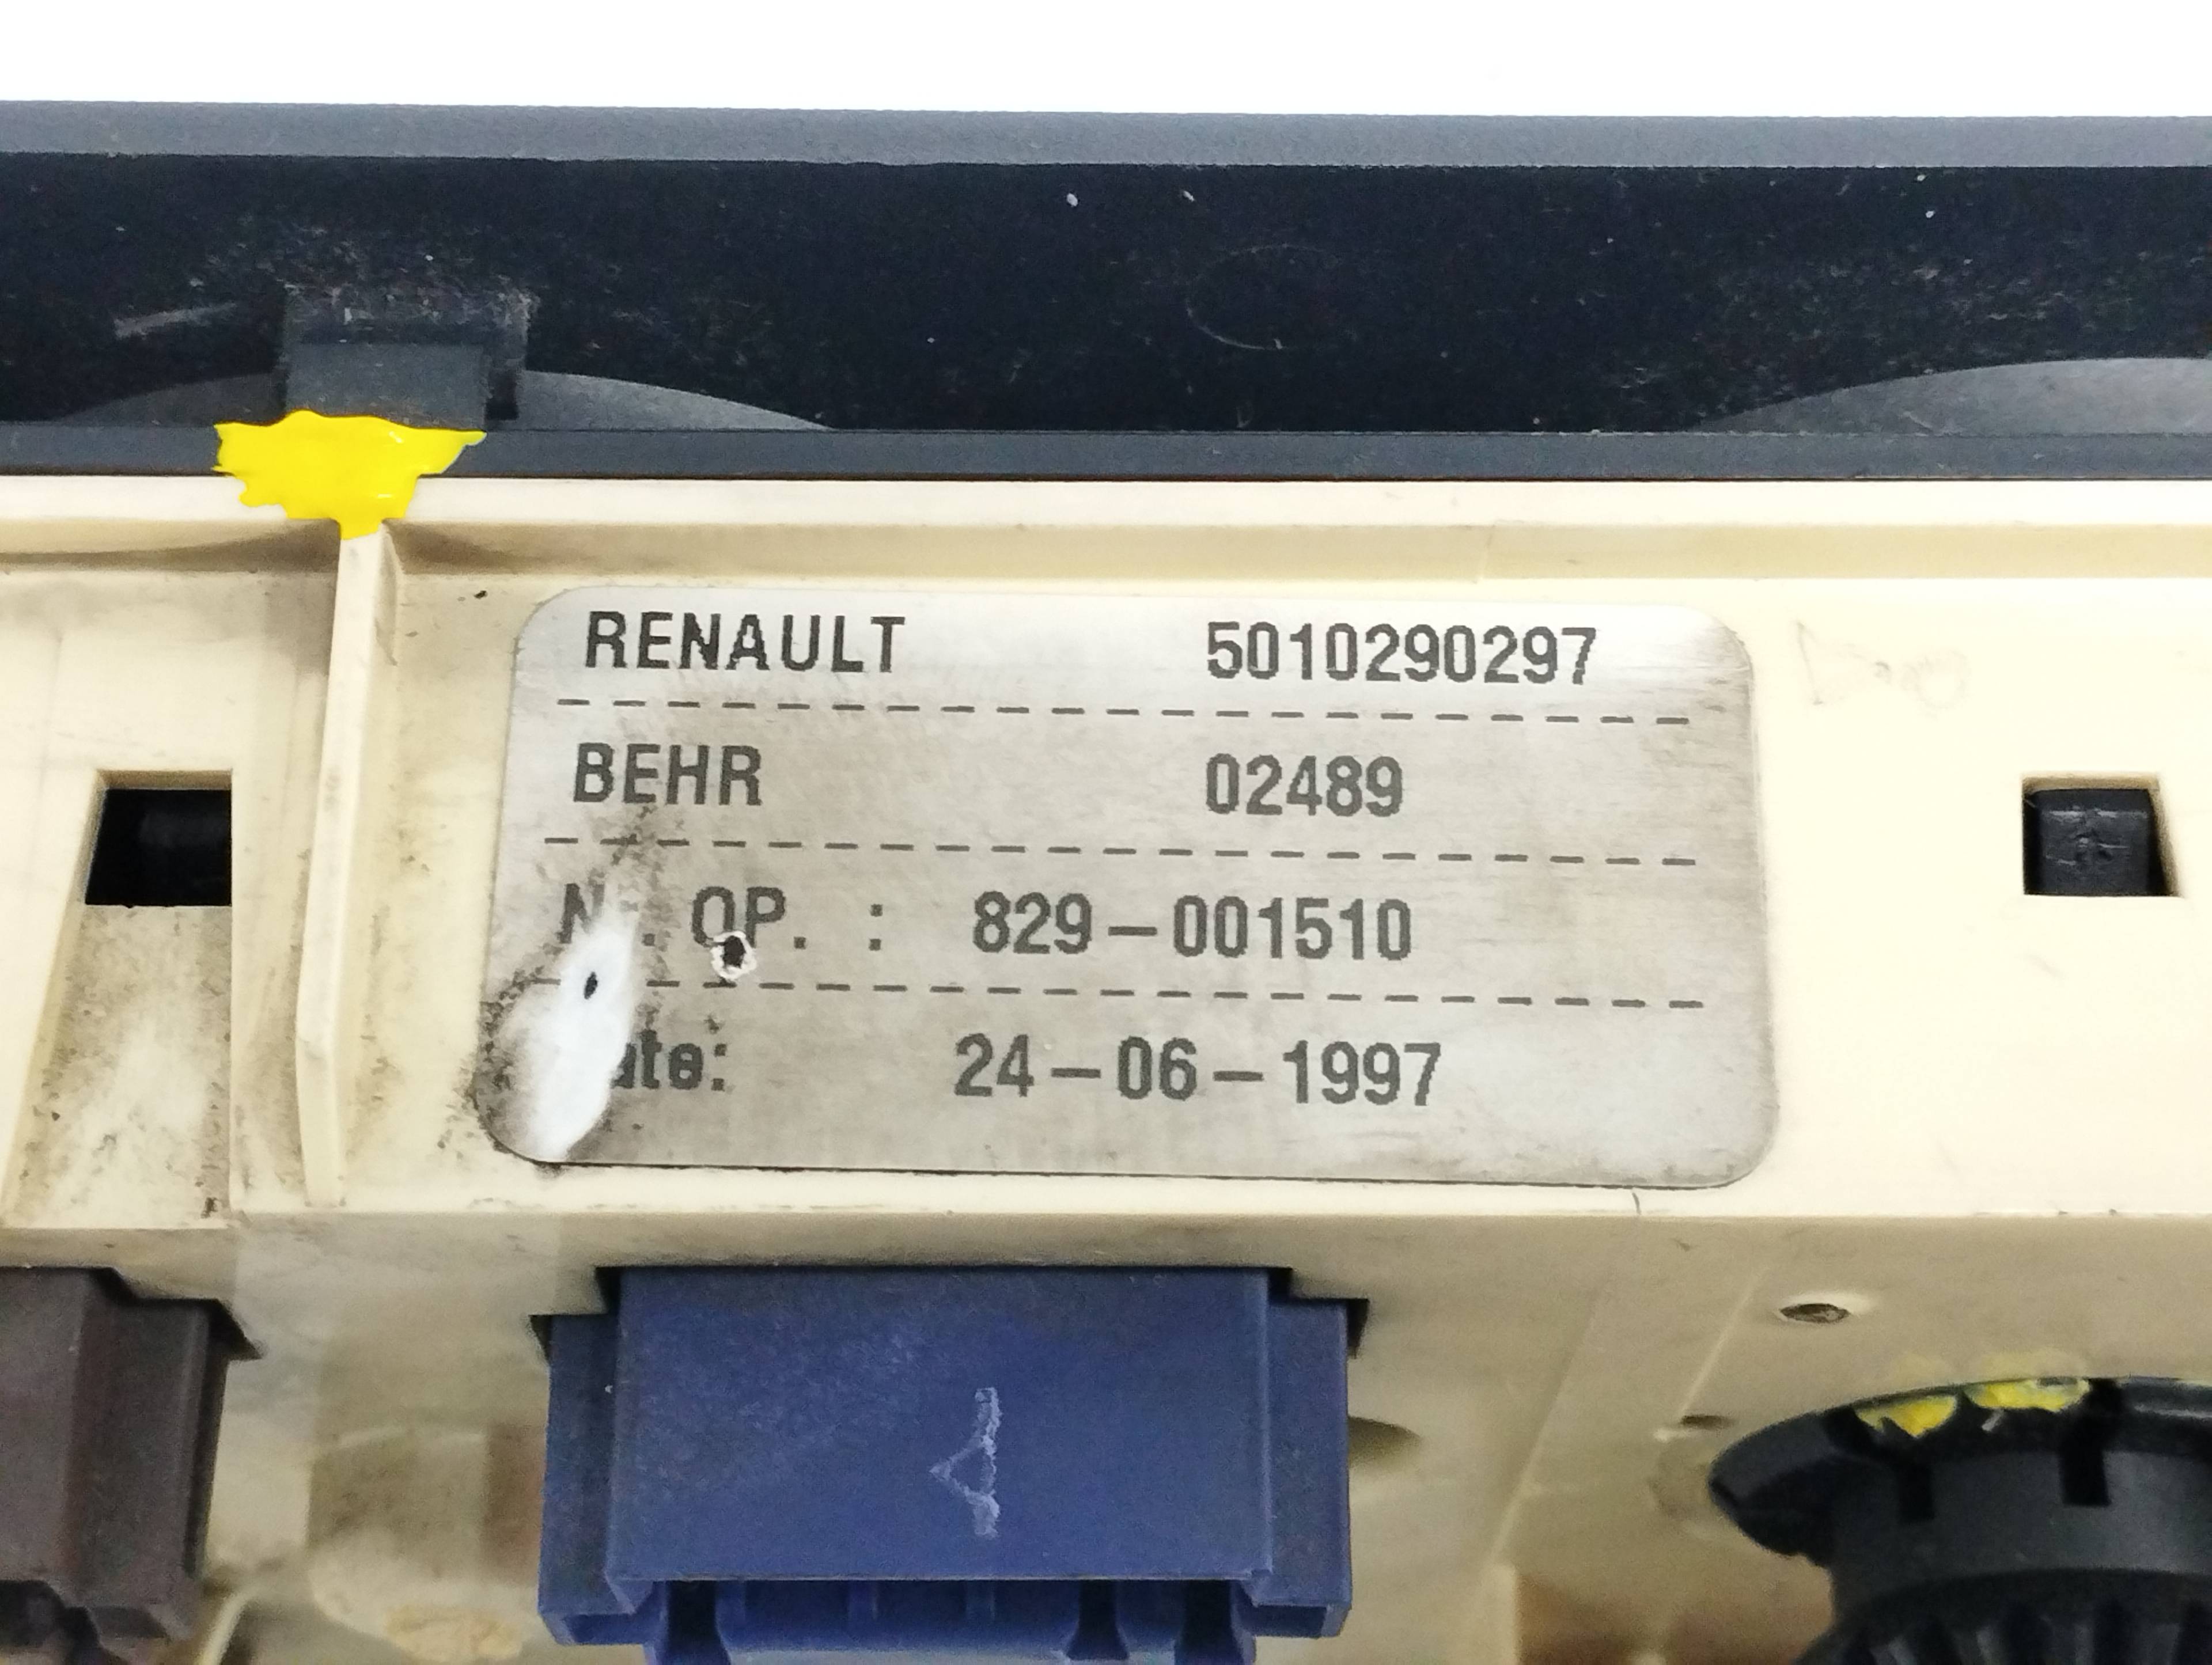 RENAULT 5010290297
BEHR 02489
OP. : 829-001510
24-06-1997